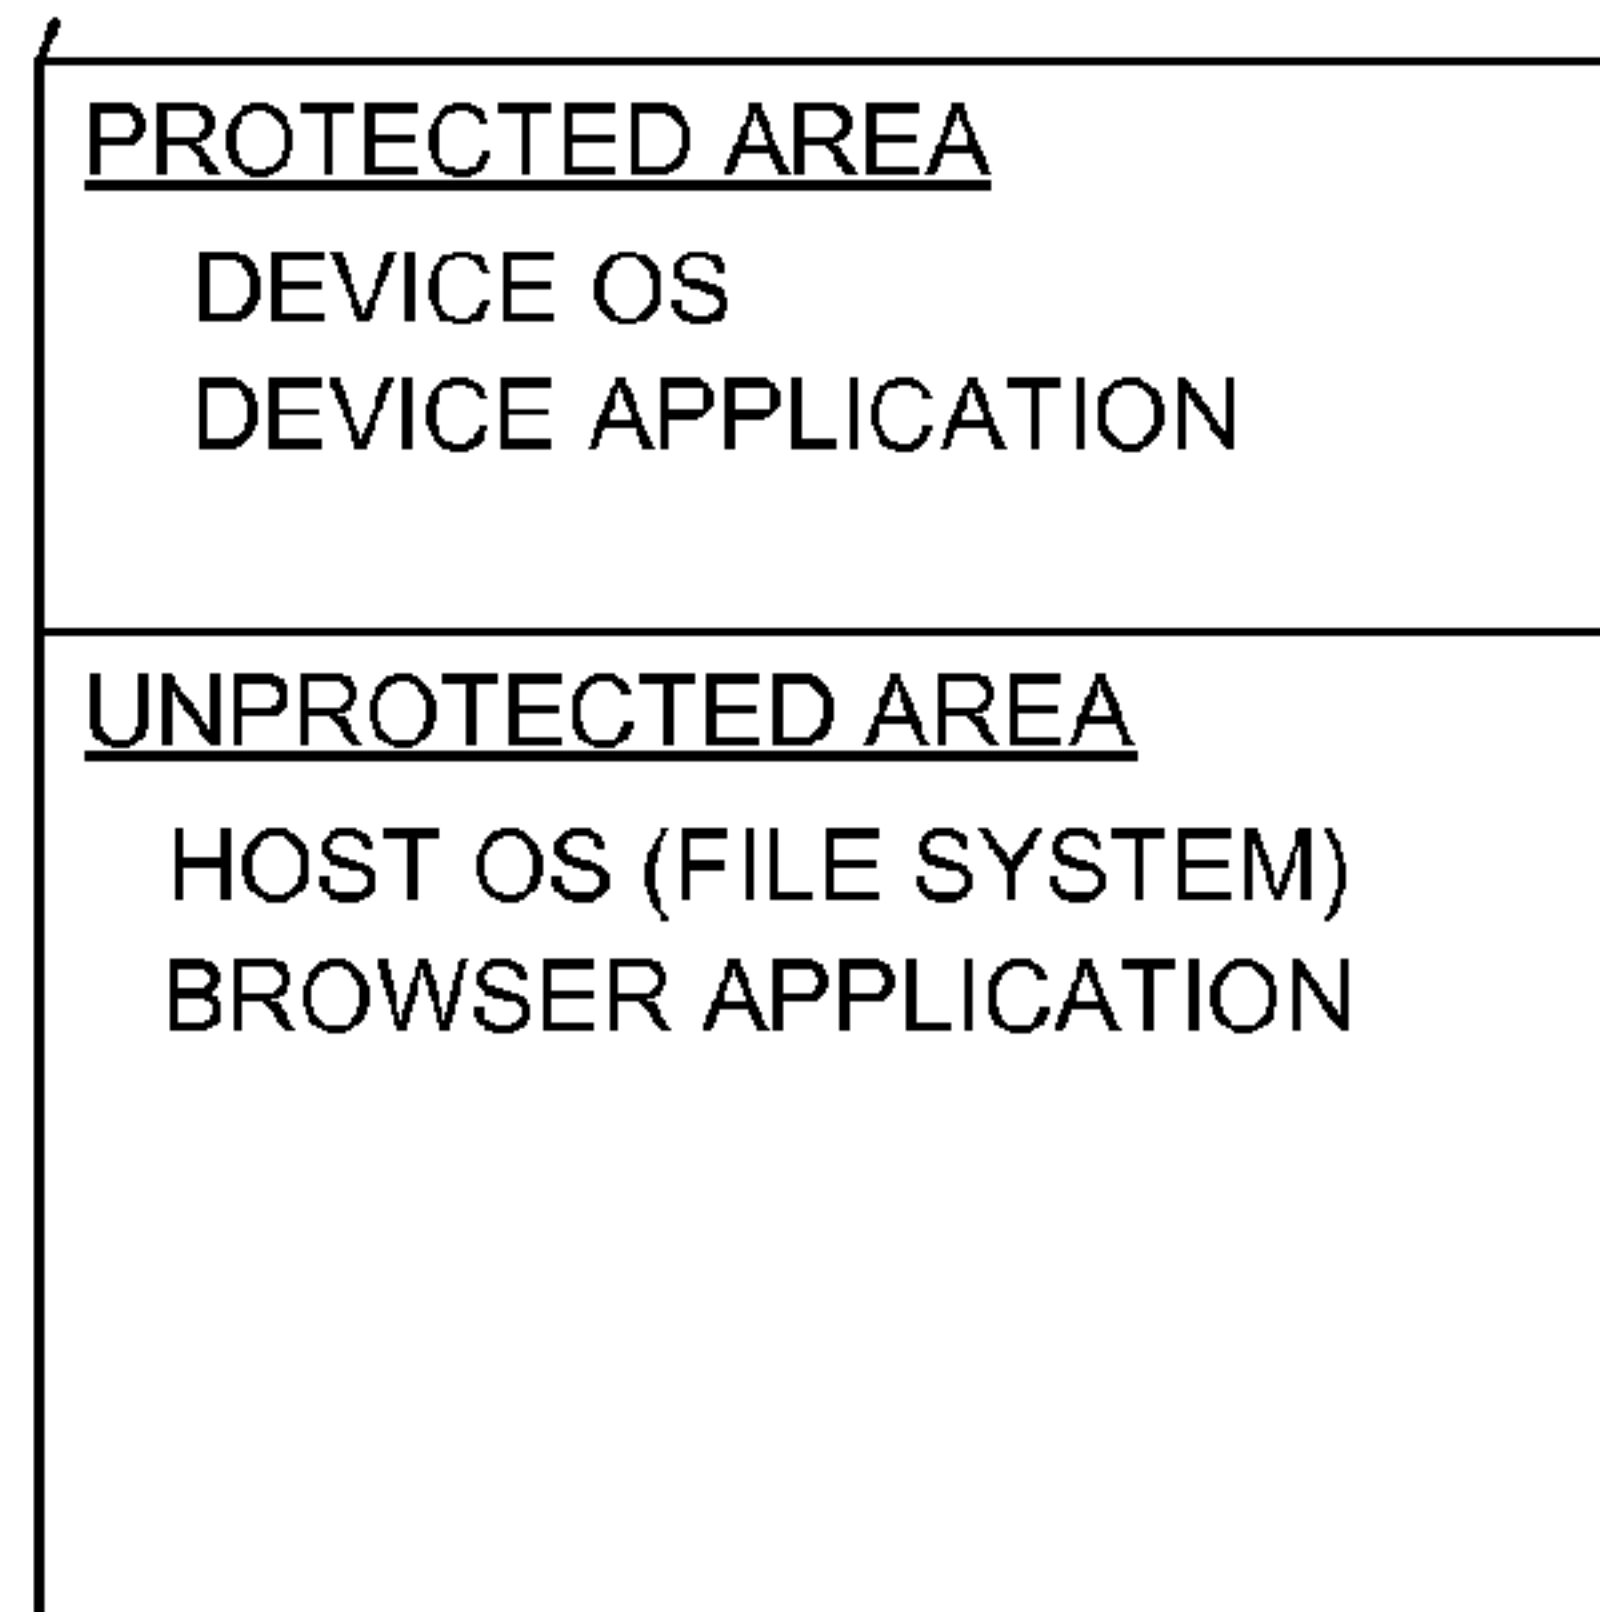 PROTECTED AREA
DEVICE OS
DEVICE APPLICATION
UNPROTECTED AREA
HOST OS (FILE SYSTEM)
BROWSER APPLICATION